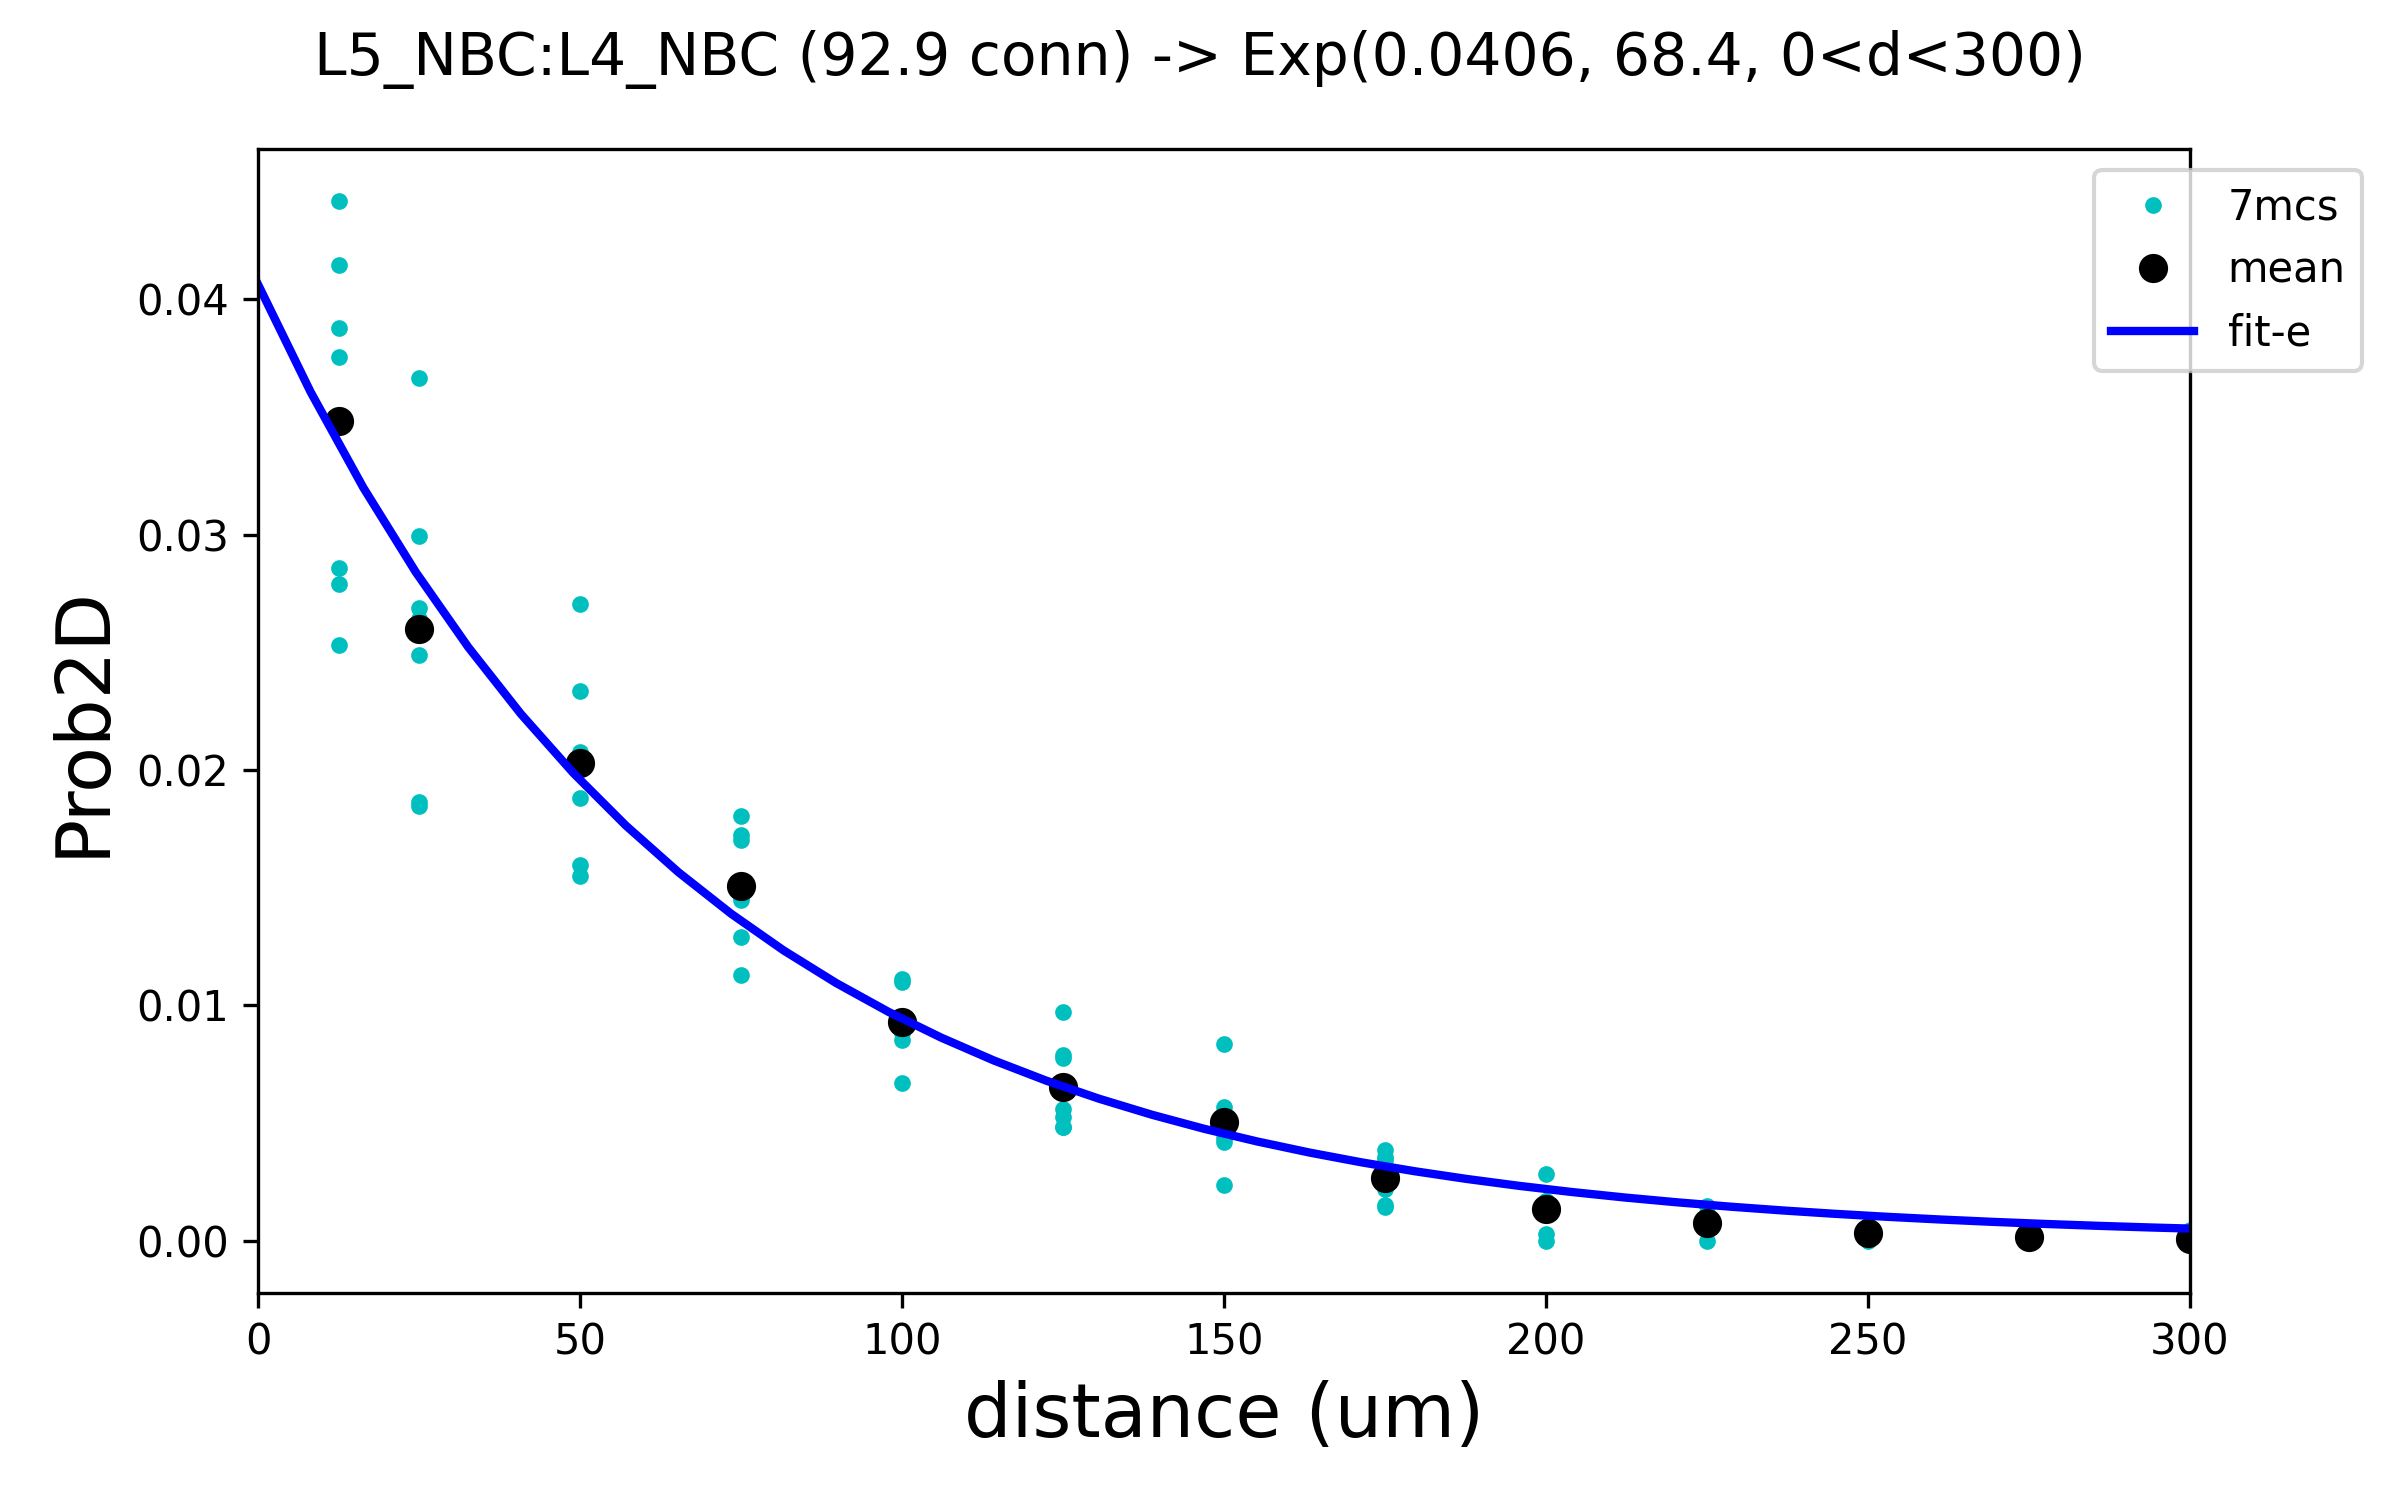 L5_NBC:L4_NBC (92.9 conn) -> Exp(0.0406, 68.4, 0<d<300)
7mcs
mean
fit-e
0.04
0.03
0.02
0.01
0.00
Prob2D
0 50 100 150 200 250 300
distance (um)